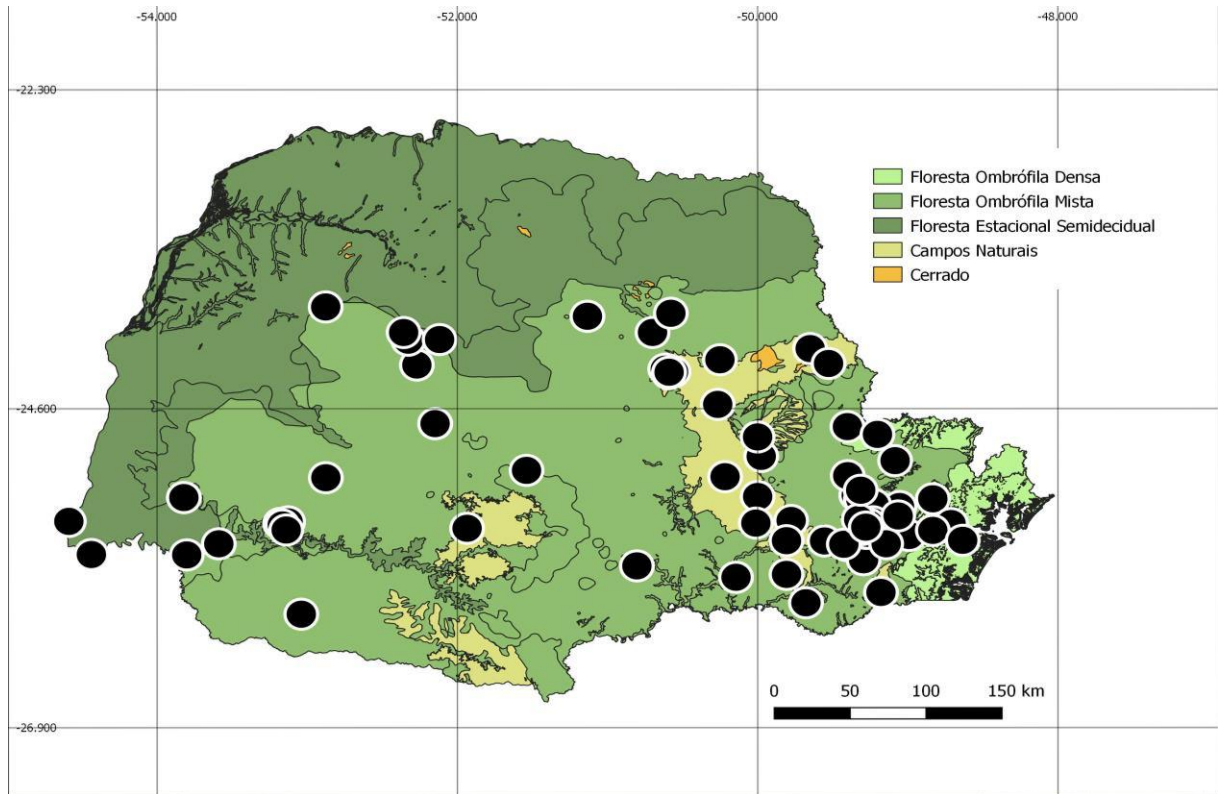 -54.000 -52.000 -50.000 -48.000
-22.300
Floresta Ombrófila Densa
Floresta Ombrófila Mista
Floresta Estacional Semidecidual
Campos Naturais
Cerrado
-24.600
0 50 100 150 km
-26.900